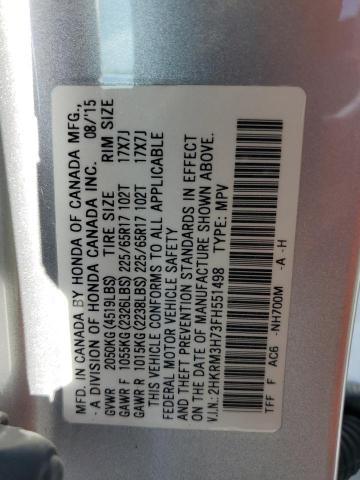 MFD. IN CANADA BY HONDA OF CANADA MFG.,
- A DIVISION OF HONDA CANADA INC. 08/'15
GVWR 2050KG(4519LBS) TIRE SIZE RIM SIZE
GAWR F 1055KG(2326LBS) 225/65R17 102T 17X7J
GAWR R 1015KG(2238LBS) 225/65R17 102T 17X7J
THIS VEHICLE CONFORMS TO ALL APPLICABLE
FEDERAL MOTOR VEHICLE SAFETY
AND THEFT PREVENTION STANDARDS IN EFFECT
ON THE DATE OF MANUFACTURE SHOWN ABOVE.
V.I.N.: 2HKRM3H73FH551498 TYPE: MPV
TFF F AC6 -NH700M -A -H